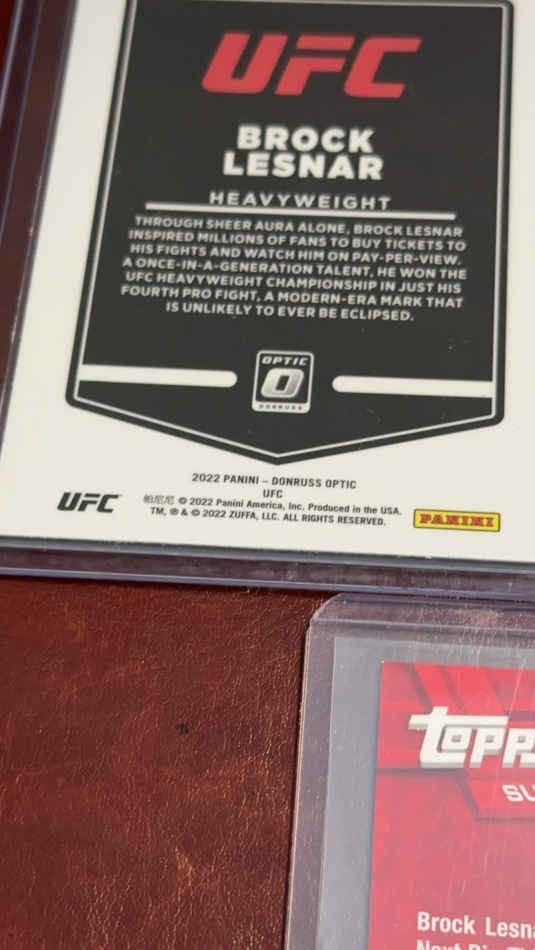 UFC
BROCK
LESNAR
HEAVYWEIGHT
THROUGH SHEER AURA ALONE, BROCK LESNAR
INSPIRED MILLIONS OF FANS TO BUY TICKETS TO
HIS FIGHTS AND WATCH HIM ON PAY-PER-VIEW.
A ONCE-IN-A-GENERATION TALENT, HE WON THE
UFC HEAVYWEIGHT CHAMPIONSHIP IN JUST HIS
FOURTH PRO FIGHT, A MODERN-ERA MARK THAT
IS UNLIKELY TO EVER BE ECLIPSED.
OPTIC
DONRUSS
2022 PANINI – DONRUSS OPTIC
UFC
UFC
帕尼尼 © 2022 Panini America, Inc. Produced in the USA.
TM, ® & © 2022 ZUFFA, LLC. ALL RIGHTS RESERVED.
PANINI
TOPP
SL
Brock Lesna